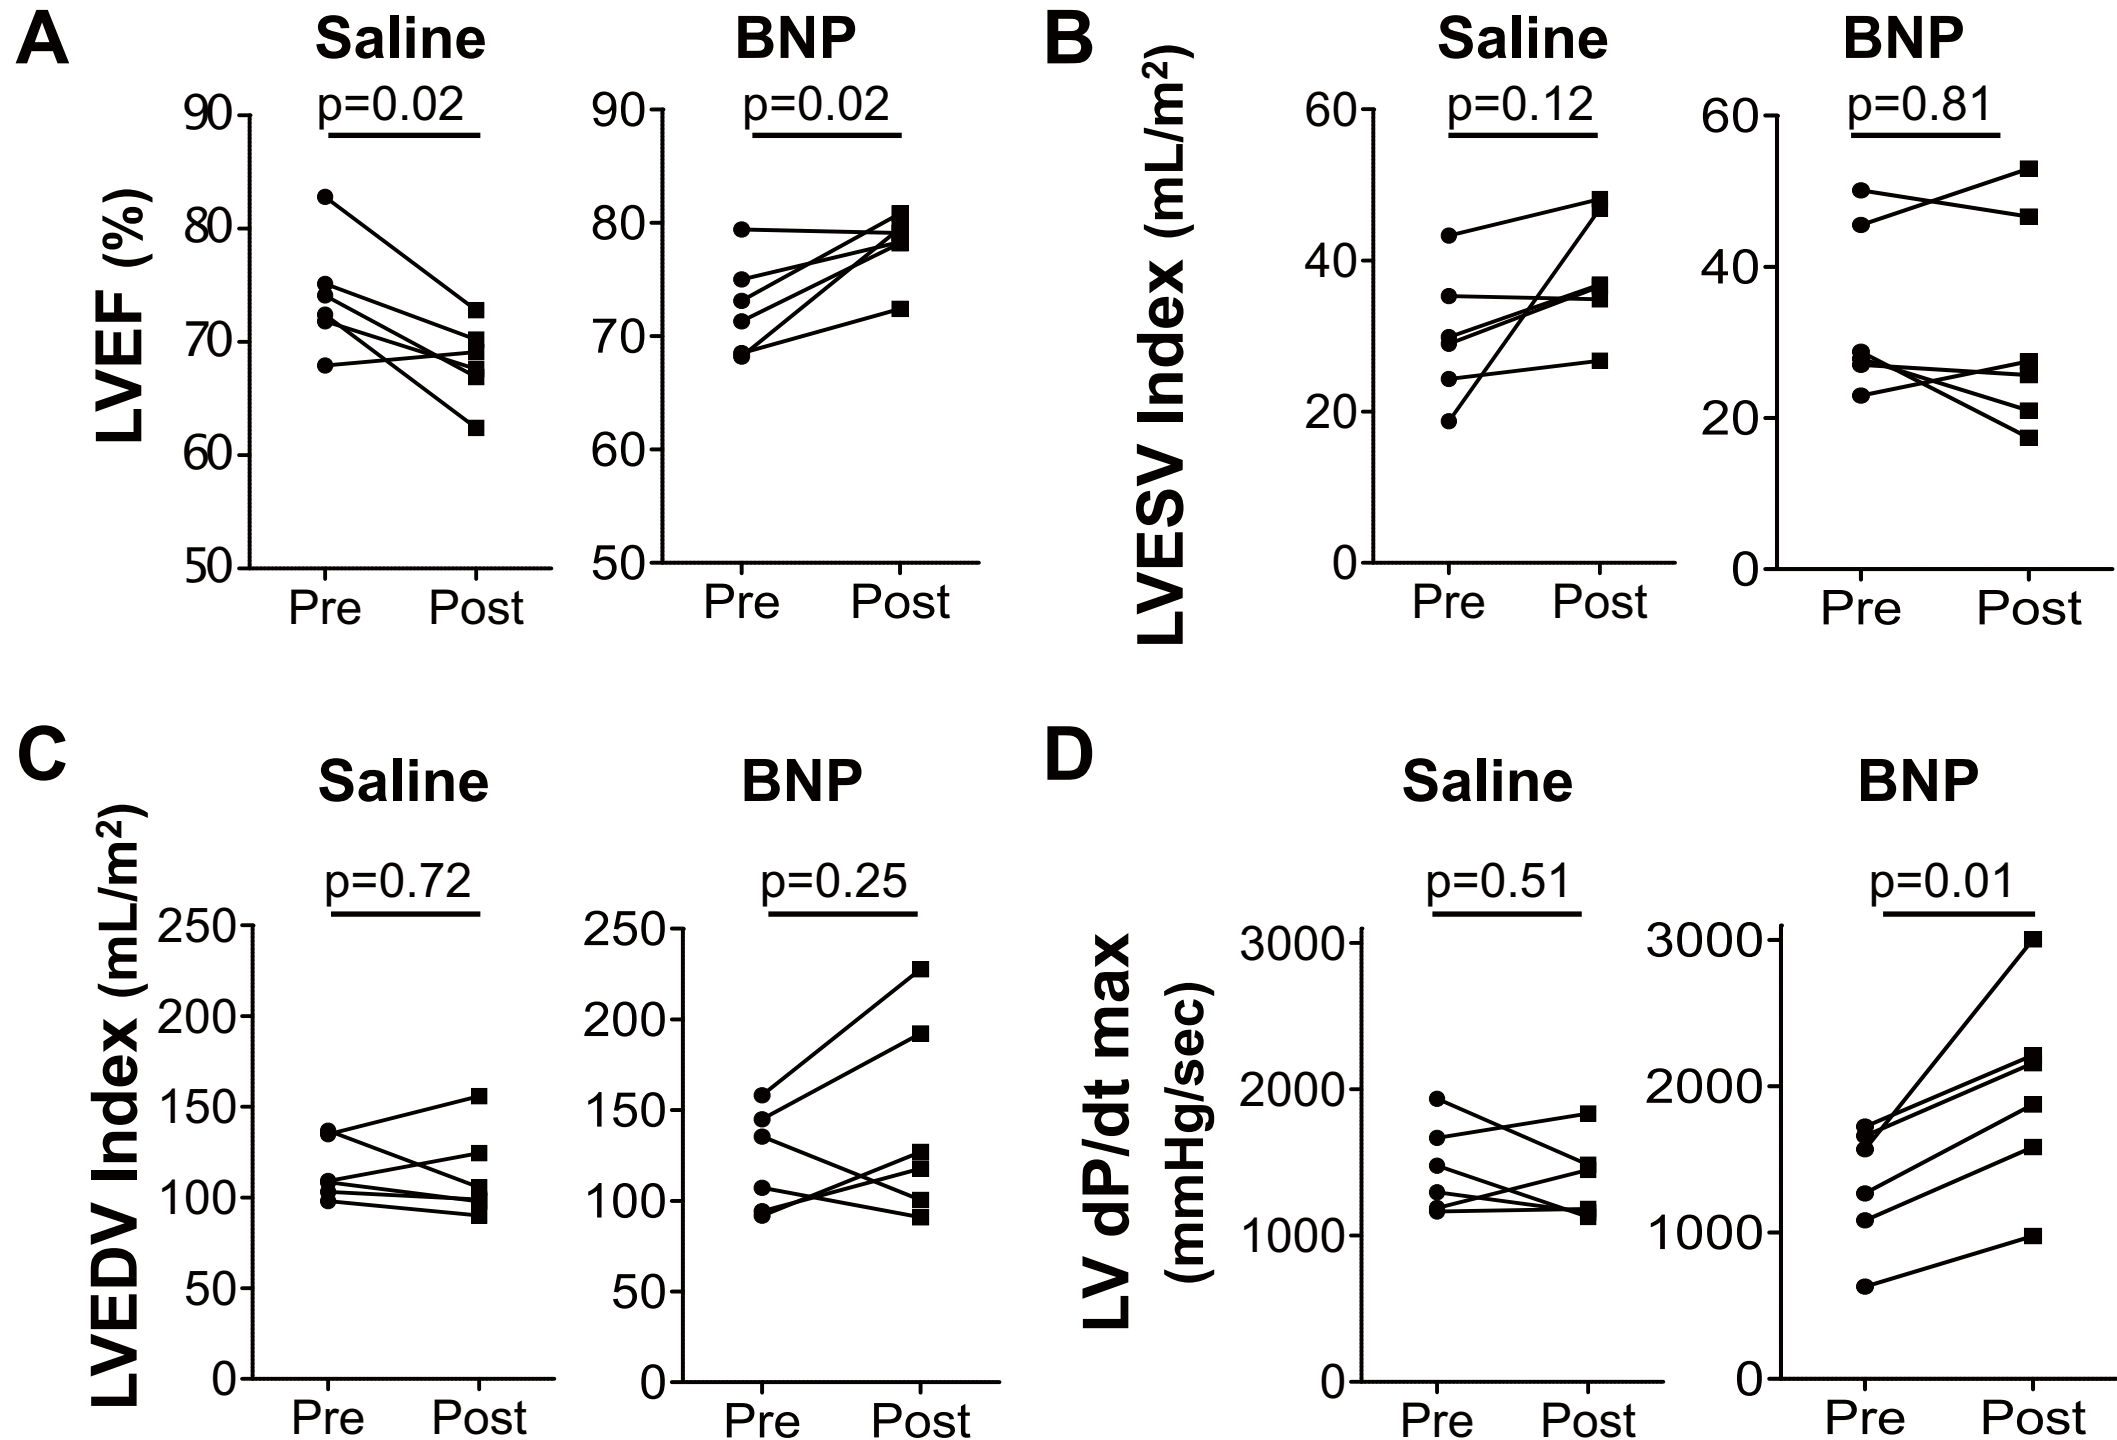 A
Saline
BNP
LVEF (%)
p=0.02
90
80
70
60
50
Pre Post
p=0.02
90
80
70
60
50
Pre Post
B
Saline
BNP
LVESV Index (mL/m²)
p=0.12
60
40
20
0
Pre Post
p=0.81
60
40
20
0
Pre Post
C
Saline
BNP
LVEDV Index (mL/m²)
p=0.72
250
200
150
100
50
0
Pre Post
p=0.25
250
200
150
100
50
0
Pre Post
D
Saline
BNP
LV dP/dt max
(mmHg/sec)
p=0.51
3000
2000
1000
0
Pre Post
p=0.01
3000
2000
1000
0
Pre Post